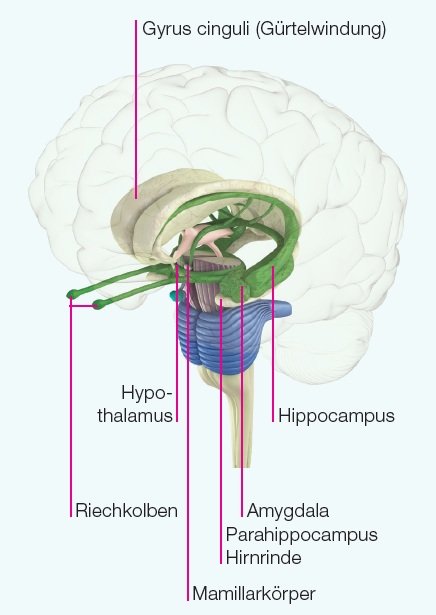 Gyrus cinguli (Gürtelwindung)
Hypo-
thalamus
Hippocampus
Riechkolben
Amygdala
Parahippocampus
Hirnrinde
Mamillarkörper